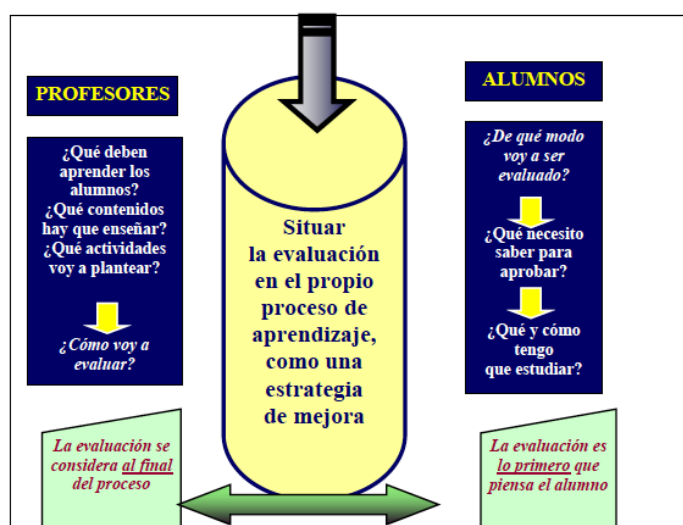 PROFESORES
¿Qué deben
aprender los
alumnos?
¿Qué contenidos
hay que enseñar?
¿Qué actividades
voy a plantear?
¿Cómo voy a
evaluar?
La evaluación se
considera al final
del proceso
Situar
la evaluación
en el propio
proceso de
aprendizaje,
como una
estrategia
de mejora
ALUMNOS
¿De qué modo
voy a ser
evaluado?
¿Qué necesito
saber para
aprobar?
¿Qué y cómo
tengo
que estudiar?
La evaluación es
lo primero que
piensa el alumno